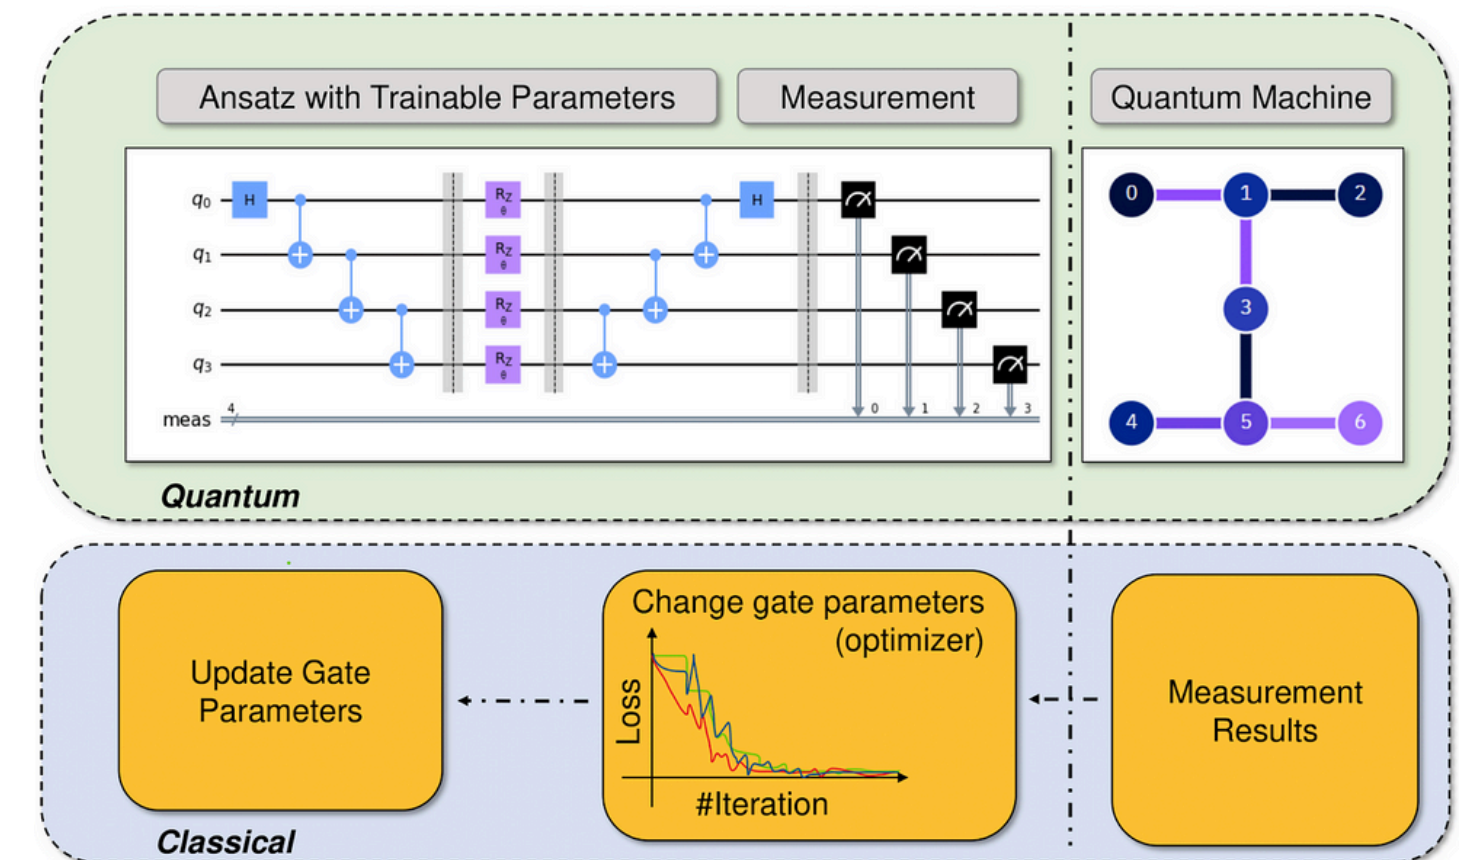 Ansatz with Trainable Parameters
Measurement
Quantum Machine
q0 H RZ θ H
q1 RZ θ
q2 RZ θ
q3 RZ θ
meas 4 0 1 2 3
0 1 2
3
4 5 6
Quantum
Update Gate
Parameters
Change gate parameters
(optimizer)
Loss
#Iteration
Measurement
Results
Classical